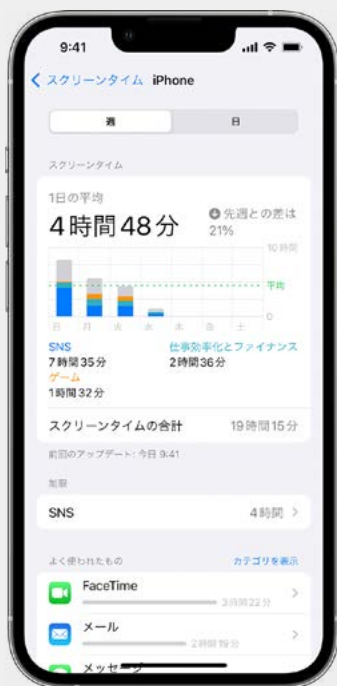 9:41
スクリーンタイム iPhone
週 日
スクリーンタイム
1日の平均
4時間48分
先週との差は
21%
10時間
平均
0
日 月 火 水 木 金 土
SNS 仕事効率化とファイナンス
7時間35分 2時間36分
ゲーム
1時間32分
スクリーンタイムの合計 19時間15分
前回のアップデート: 今日 9:41
制限
SNS 4時間
よく使われたもの カテゴリを表示
FaceTime
3時間22分
メール
2時間19分
メッセージ